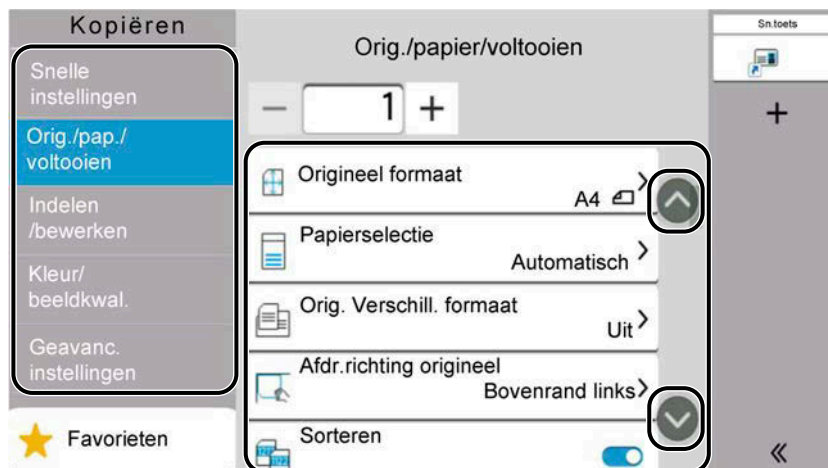 Kopiëren
Snelle
instellingen
Orig./pap./
voltooien
Indelen
/bewerken
Kleur/
beeldkwal.
Geavanc.
instellingen
Favorieten
Orig./papier/voltooien
− 1 +
Origineel formaat
A4
Papierselectie
Automatisch
Orig. Verschill. formaat
Uit
Afdr.richting origineel
Bovenrand links
Sorteren
Sn.toets
+
«